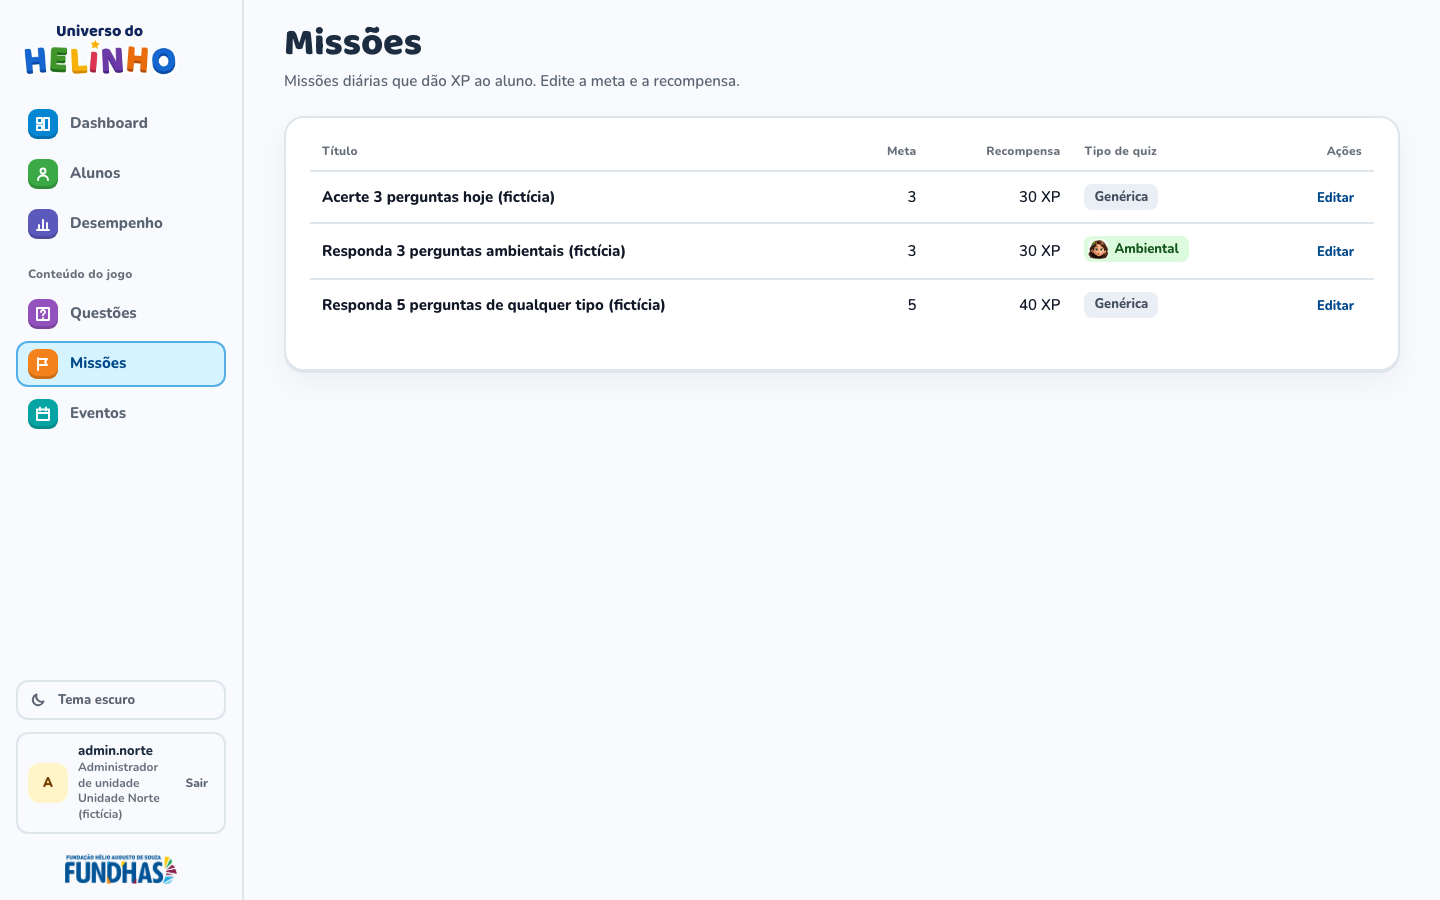 Universo do
HELINHO
Dashboard
Alunos
Desempenho
Conteúdo do jogo
Questões
Missões
Eventos
Tema escuro
admin.norte
Administrador
de unidade
Unidade Norte
(fictícia)
A
Sair
FUNDAÇÃO HÉLIO AUGUSTO DE SOUZA
FUNDHAS
Missões
Missões diárias que dão XP ao aluno. Edite a meta e a recompensa.
Título Meta Recompensa Tipo de quiz Ações
Acerte 3 perguntas hoje (fictícia) 3 30 XP Genérica Editar
Responda 3 perguntas ambientais (fictícia) 3 30 XP Ambiental Editar
Responda 5 perguntas de qualquer tipo (fictícia) 5 40 XP Genérica Editar